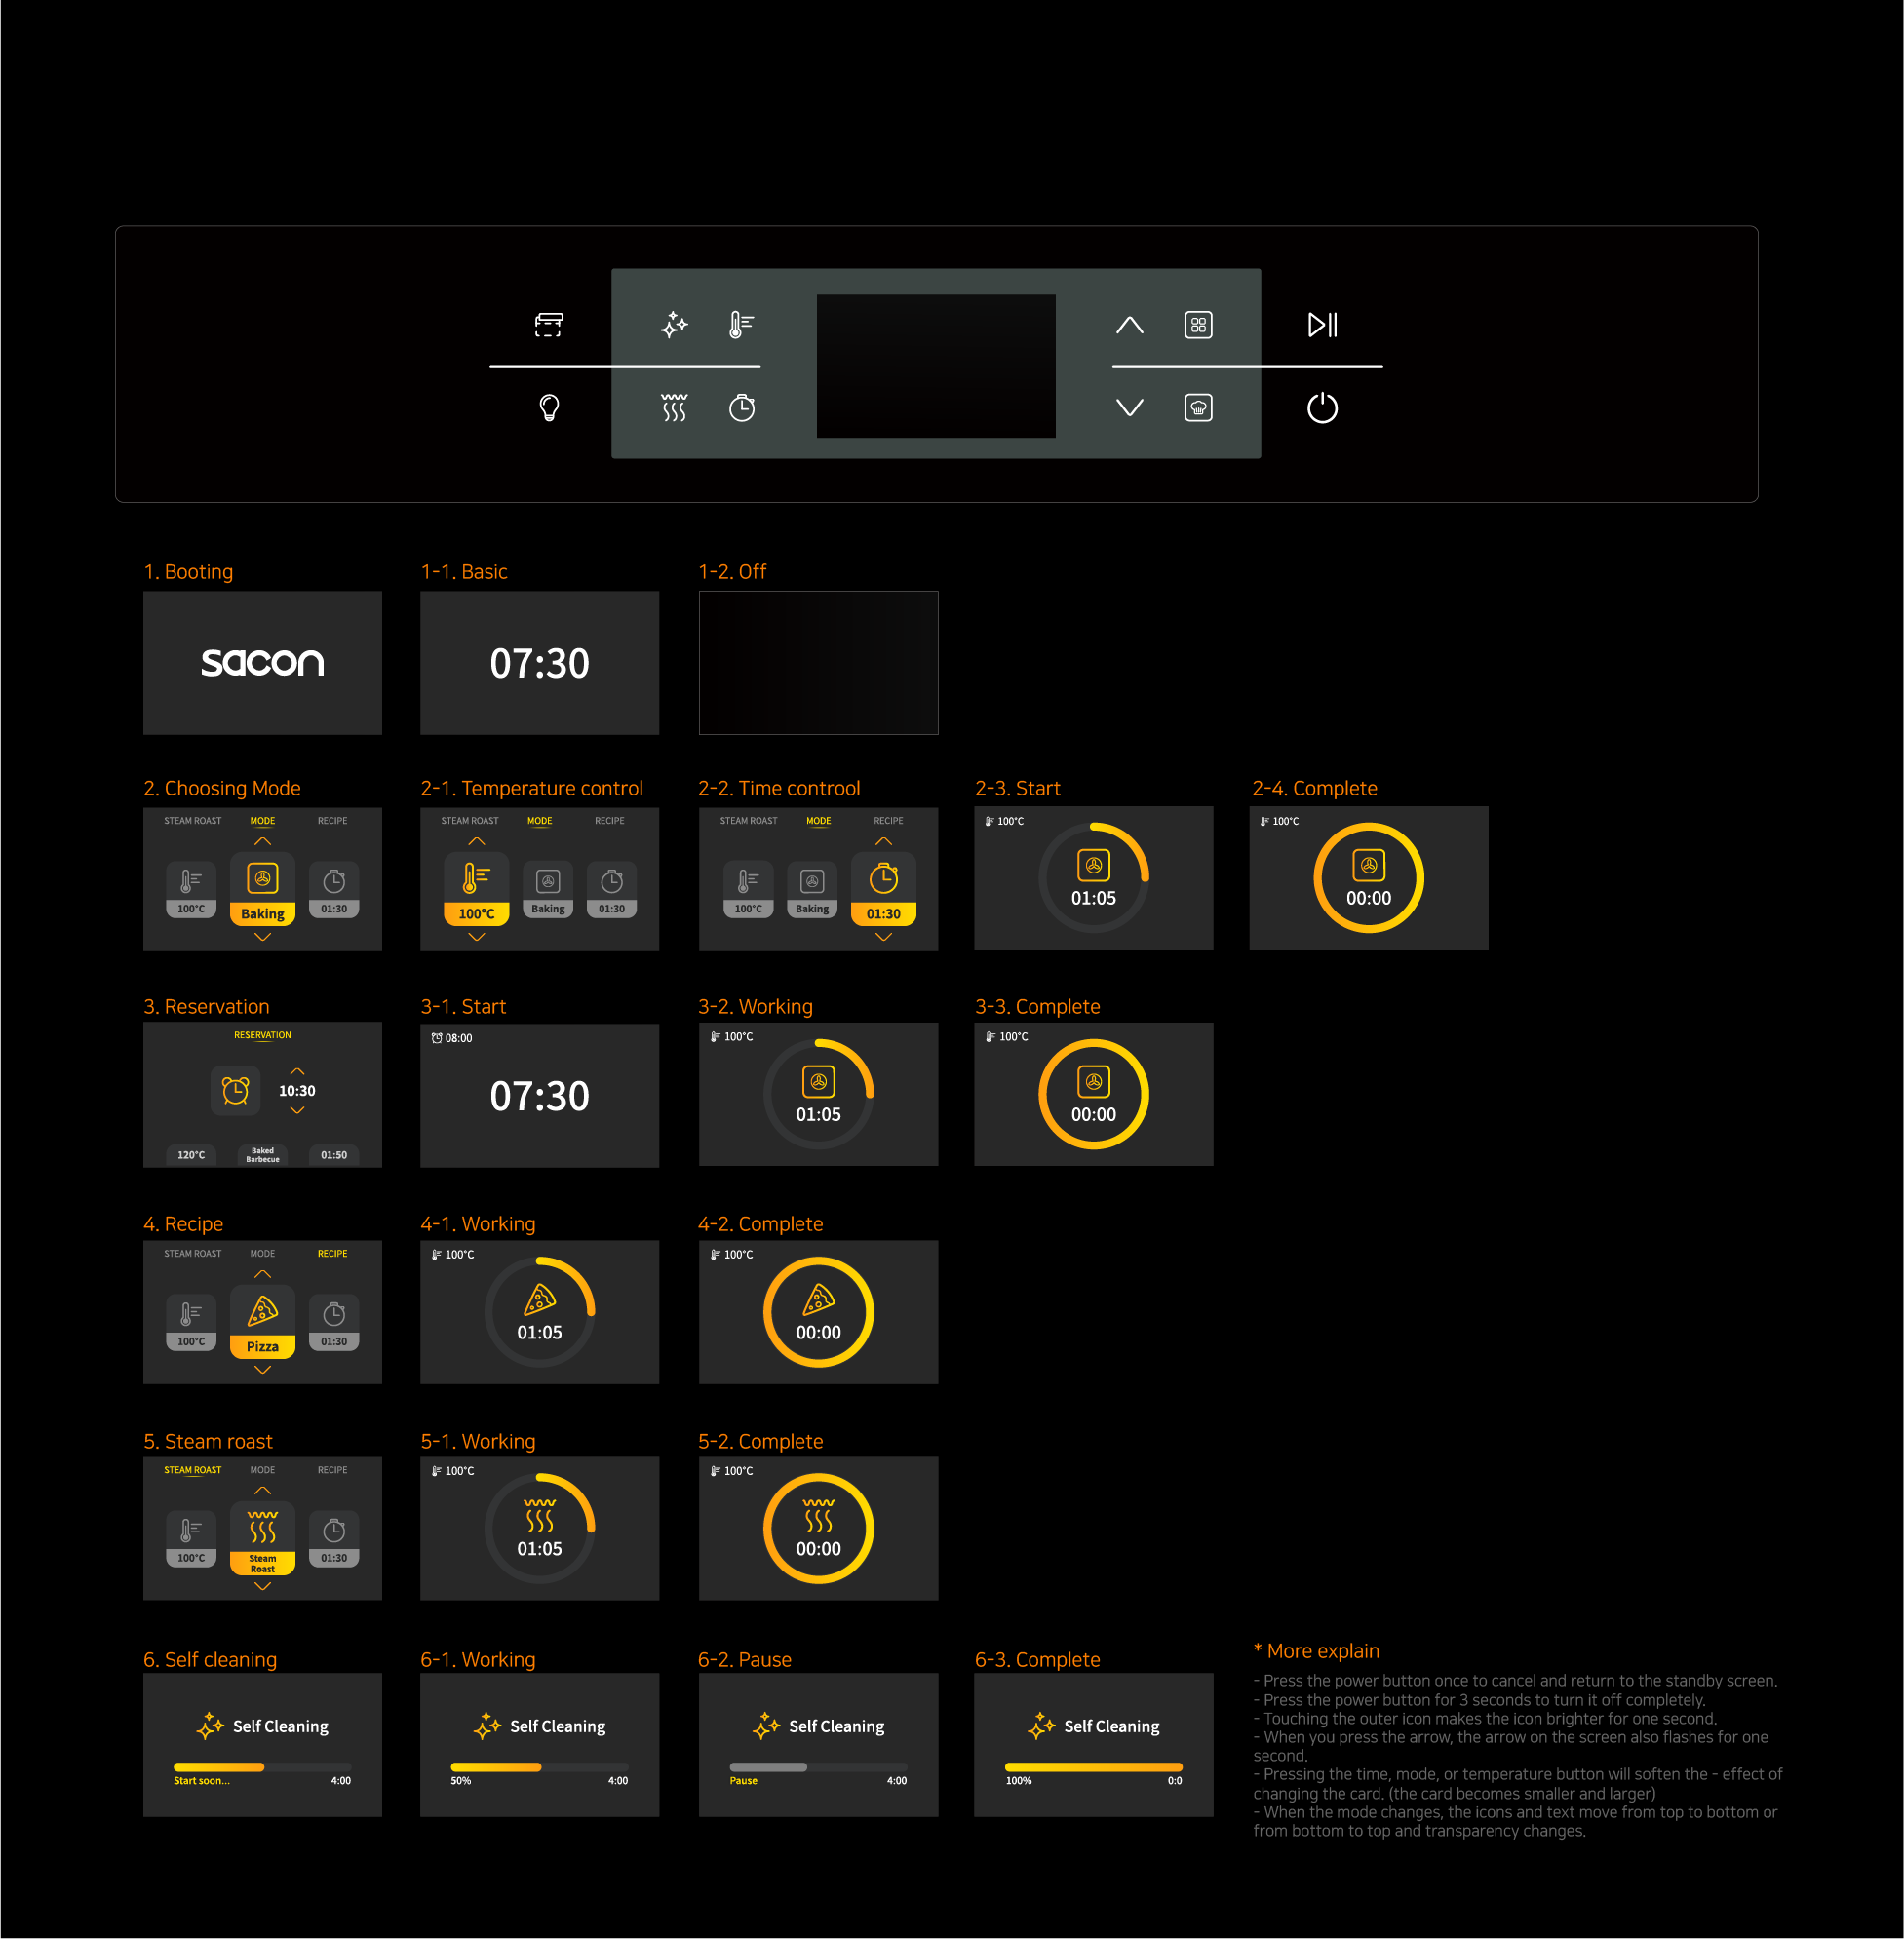 1. Booting
1-1. Basic
1-2. Off
sacon
07:30
2. Choosing Mode
2-1. Temperature control
2-2. Time controol
2-3. Start
2-4. Complete
STEAM ROAST MODE RECIPE
100°C
Baking
01:30
STEAM ROAST MODE RECIPE
100°C
Baking
01:30
STEAM ROAST MODE RECIPE
100°C
Baking
01:30
100°C
01:05
100°C
00:00
3. Reservation
3-1. Start
3-2. Working
3-3. Complete
RESERVATION
10:30
120°C
Baked
Barbecue
01:50
08:00
07:30
100°C
01:05
100°C
00:00
4. Recipe
4-1. Working
4-2. Complete
STEAM ROAST MODE RECIPE
100°C
Pizza
01:30
100°C
01:05
100°C
00:00
5. Steam roast
5-1. Working
5-2. Complete
STEAM ROAST MODE RECIPE
100°C
Steam
Roast
01:30
100°C
01:05
100°C
00:00
6. Self cleaning
6-1. Working
6-2. Pause
6-3. Complete
Self Cleaning
Start soon... 4:00
Self Cleaning
50% 4:00
Self Cleaning
Pause 4:00
Self Cleaning
100% 0:0
* More explain
- Press the power button once to cancel and return to the standby screen.
- Press the power button for 3 seconds to turn it off completely.
- Touching the outer icon makes the icon brighter for one second.
- When you press the arrow, the arrow on the screen also flashes for one
second.
- Pressing the time, mode, or temperature button will soften the - effect of
changing the card. (the card becomes smaller and larger)
- When the mode changes, the icons and text move from top to bottom or
from bottom to top and transparency changes.